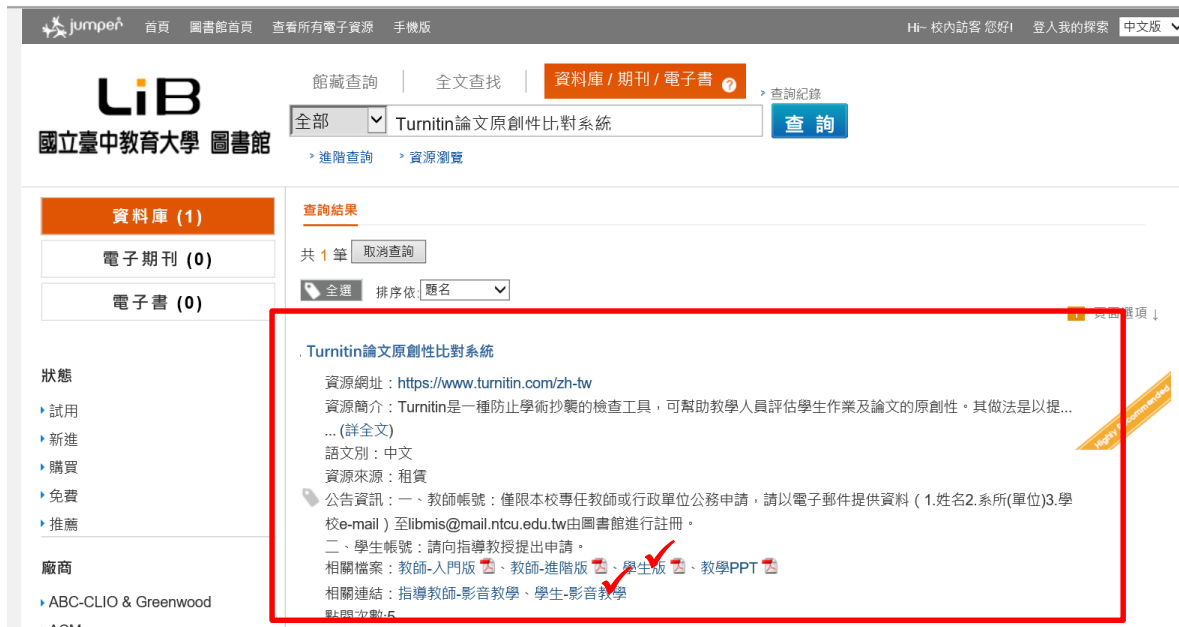 jumper 首頁 圖書館首頁 查看所有電子資源 手機版 Hi~ 校內訪客 您好! 登入我的探索 中文版
LiB
國立臺中教育大學 圖書館
館藏查詢 全文查找 資料庫 / 期刊 / 電子書 ?
查詢紀錄
全部 Turnitin論文原創性比對系統 查 詢
進階查詢 資源瀏覽
資料庫 (1)
電子期刊 (0)
電子書 (0)
狀態
試用
新進
購買
免費
推薦
廠商
ABC-CLIO & Greenwood
查詢結果
共 1 筆 取消查詢
全選 排序依: 題名
頁面選項↓
. Turnitin論文原創性比對系統
資源網址：https://www.turnitin.com/zh-tw
資源簡介：Turnitin是一種防止學術抄襲的檢查工具，可幫助教學人員評估學生作業及論文的原創性。其做法是以提...
... (詳全文)
Highly Recommended
語文別：中文
資源來源：租賃
公告資訊：一、教師帳號：僅限本校專任教師或行政單位公務申請，請以電子郵件提供資料（1.姓名2.系所(單位)3.學
校e-mail）至libmis@mail.ntcu.edu.tw由圖書館進行註冊。
二、學生帳號：請向指導教授提出申請。
相關檔案：教師-入門版、教師-進階版、學生版、教學PPT
相關連結：指導教師-影音教學、學生-影音教學
點閱次數:5